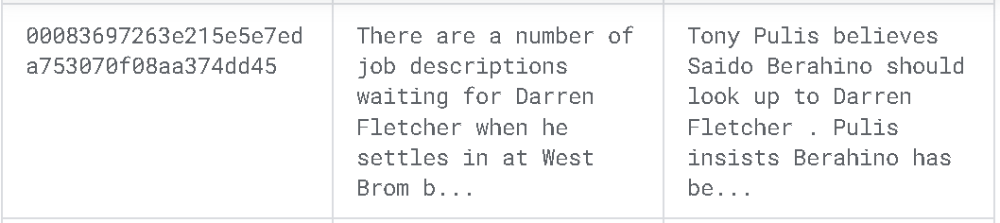 00083697263e215e5e7ed
a753070f08aa374dd45
There are a number of
job descriptions
waiting for Darren
Fletcher when he
settles in at West
Brom b...
Tony Pulis believes
Saido Berahino should
look up to Darren
Fletcher . Pulis
insists Berahino has
be...